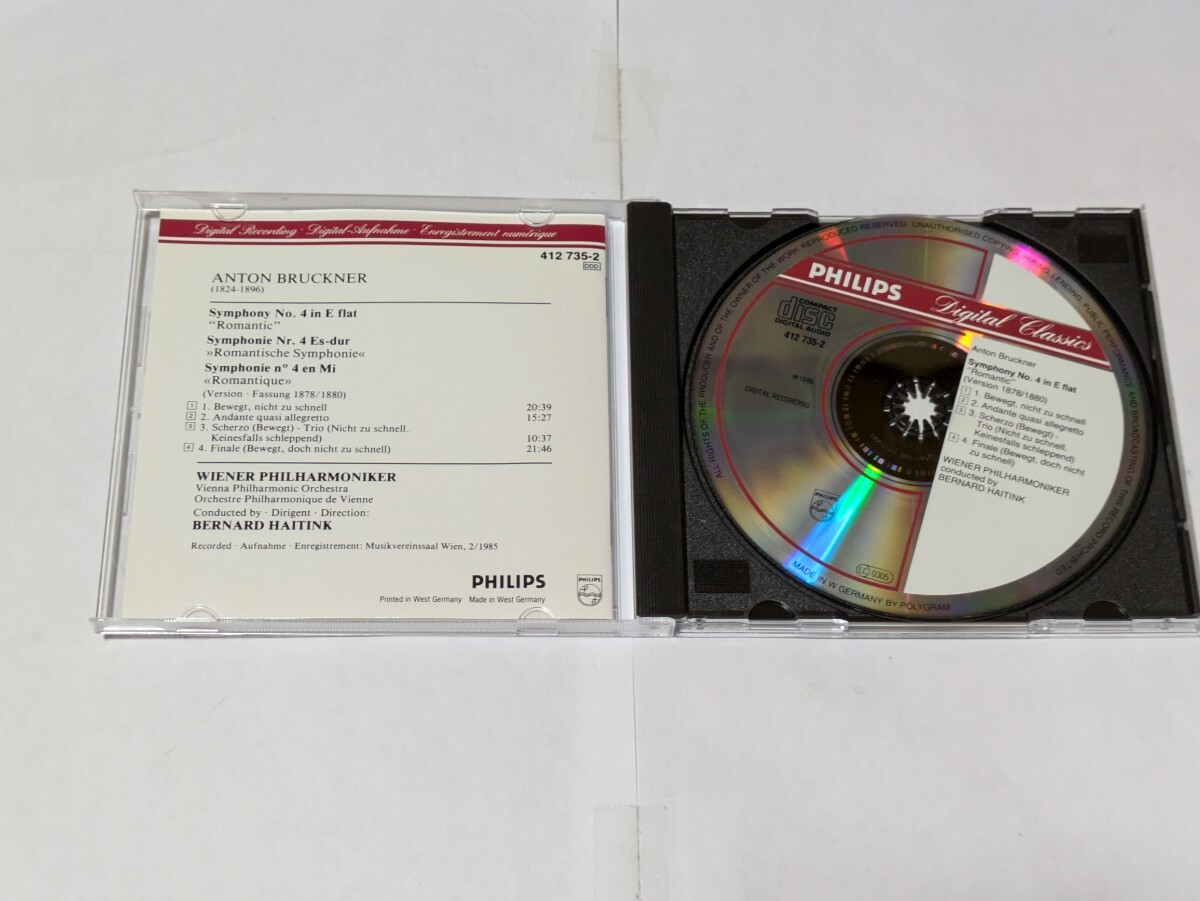 Digital Recording · Digital-Aufnahme · Enregistrement numérique
412 735-2
DDD
ANTON BRUCKNER
(1824-1896)
Symphony No. 4 in E flat
"Romantic"
Symphonie Nr. 4 Es-dur
»Romantische Symphonie«
Symphonie n° 4 en Mi
«Romantique»
(Version · Fassung 1878/1880)
1 1. Bewegt, nicht zu schnell 20:39
2 2. Andante quasi allegretto 15:27
3 3. Scherzo (Bewegt) - Trio (Nicht zu schnell.
Keinesfalls schleppend) 10:37
4 4. Finale (Bewegt, doch nicht zu schnell) 21:46
WIENER PHILHARMONIKER
Vienna Philharmonic Orchestra
Orchestre Philharmonique de Vienne
Conducted by · Dirigent · Direction:
BERNARD HAITINK
Recorded · Aufnahme · Enregistrement: Musikvereinssaal Wien, 2/1985
PHILIPS
PHILIPS
Printed in West Germany Made in West Germany
PHILIPS Digital Classics
COMPACT
disc
DIGITAL AUDIO
412 735-2
DIGITAL RECORDING
Anton Bruckner
Symphony No. 4 in E flat
"Romantic"
(Version 1878/1880)
1 1. Bewegt, nicht zu schnell
2 2. Andante quasi allegretto
3 3. Scherzo (Bewegt) -
Trio (Nicht zu schnell.
Keinesfalls schleppend)
4 4. Finale (Bewegt, doch nicht
zu schnell)
WIENER PHILHARMONIKER
conducted by
BERNARD HAITINK
PHILIPS
LC 0305
ALL RIGHTS OF THE PRODUCER AND OF THE OWNER OF THE WORK REPRODUCED RESERVED. UNAUTHORISED COPYING, HIRING, LENDING, PUBLIC PERFORMANCE AND BROADCASTING OF THIS RECORD PROHIBITED
MADE IN W GERMANY BY POLYGRAM